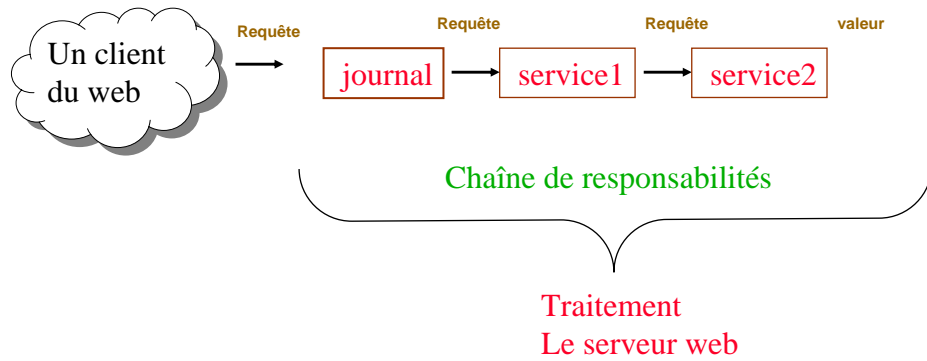 Requête
Requête
Requête
valeur
Un client
du web
journal
service1
service2
Chaîne de responsabilités
Traitement
Le serveur web